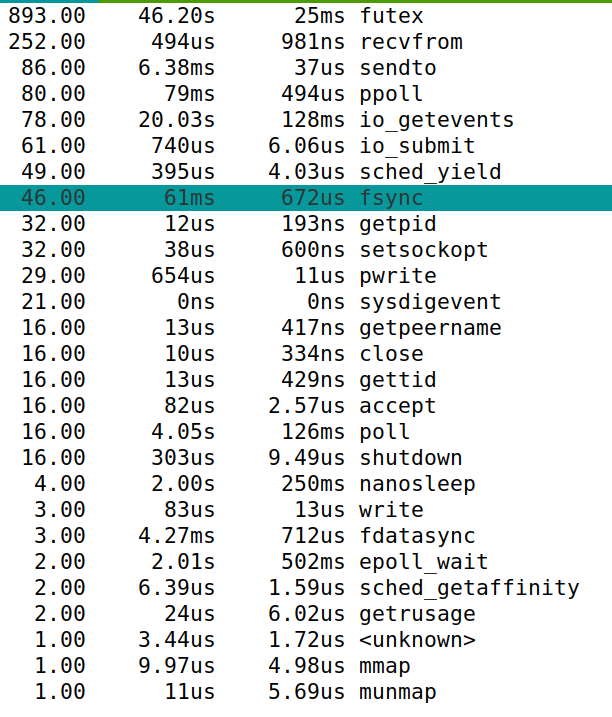 893.00 46.20s 25ms futex
252.00 494us 981ns recvfrom
86.00 6.38ms 37us sendto
80.00 79ms 494us ppoll
78.00 20.03s 128ms io_getevents
61.00 740us 6.06us io_submit
49.00 395us 4.03us sched_yield
46.00 61ms 672us fsync
32.00 12us 193ns getpid
32.00 38us 600ns setsockopt
29.00 654us 11us pwrite
21.00 0ns 0ns sysdigevent
16.00 13us 417ns getpeername
16.00 10us 334ns close
16.00 13us 429ns gettid
16.00 82us 2.57us accept
16.00 4.05s 126ms poll
16.00 303us 9.49us shutdown
4.00 2.00s 250ms nanosleep
3.00 83us 13us write
3.00 4.27ms 712us fdatasync
2.00 2.01s 502ms epoll_wait
2.00 6.39us 1.59us sched_getaffinity
2.00 24us 6.02us getrusage
1.00 3.44us 1.72us <unknown>
1.00 9.97us 4.98us mmap
1.00 11us 5.69us munmap